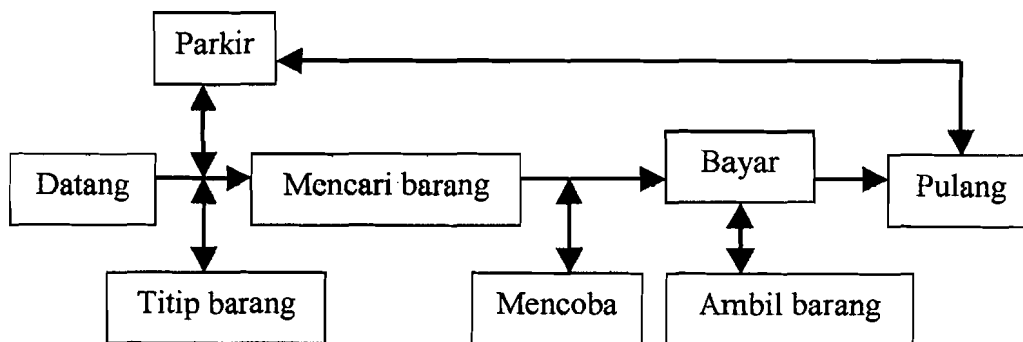 Parkir
Datang
Mencari barang
Bayar
Pulang
Titip barang
Mencoba
Ambil barang